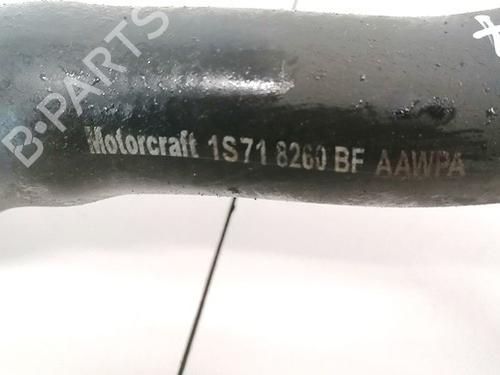 B-PARTS
Motorcraft 1S71 8260 BF AAWPA